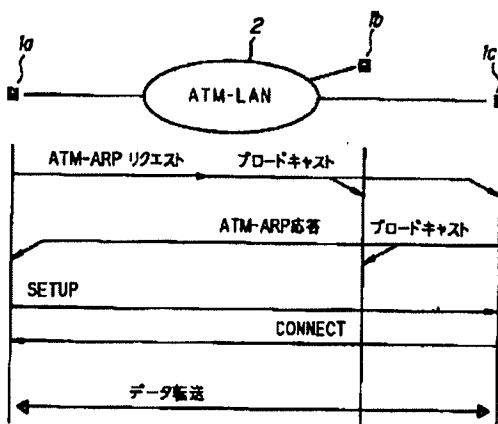 1a
2
1b
1c
ATM-LAN
ATM-ARP リクエスト ブロードキャスト
ATM-ARP応答 ブロードキャスト
SETUP
CONNECT
データ転送